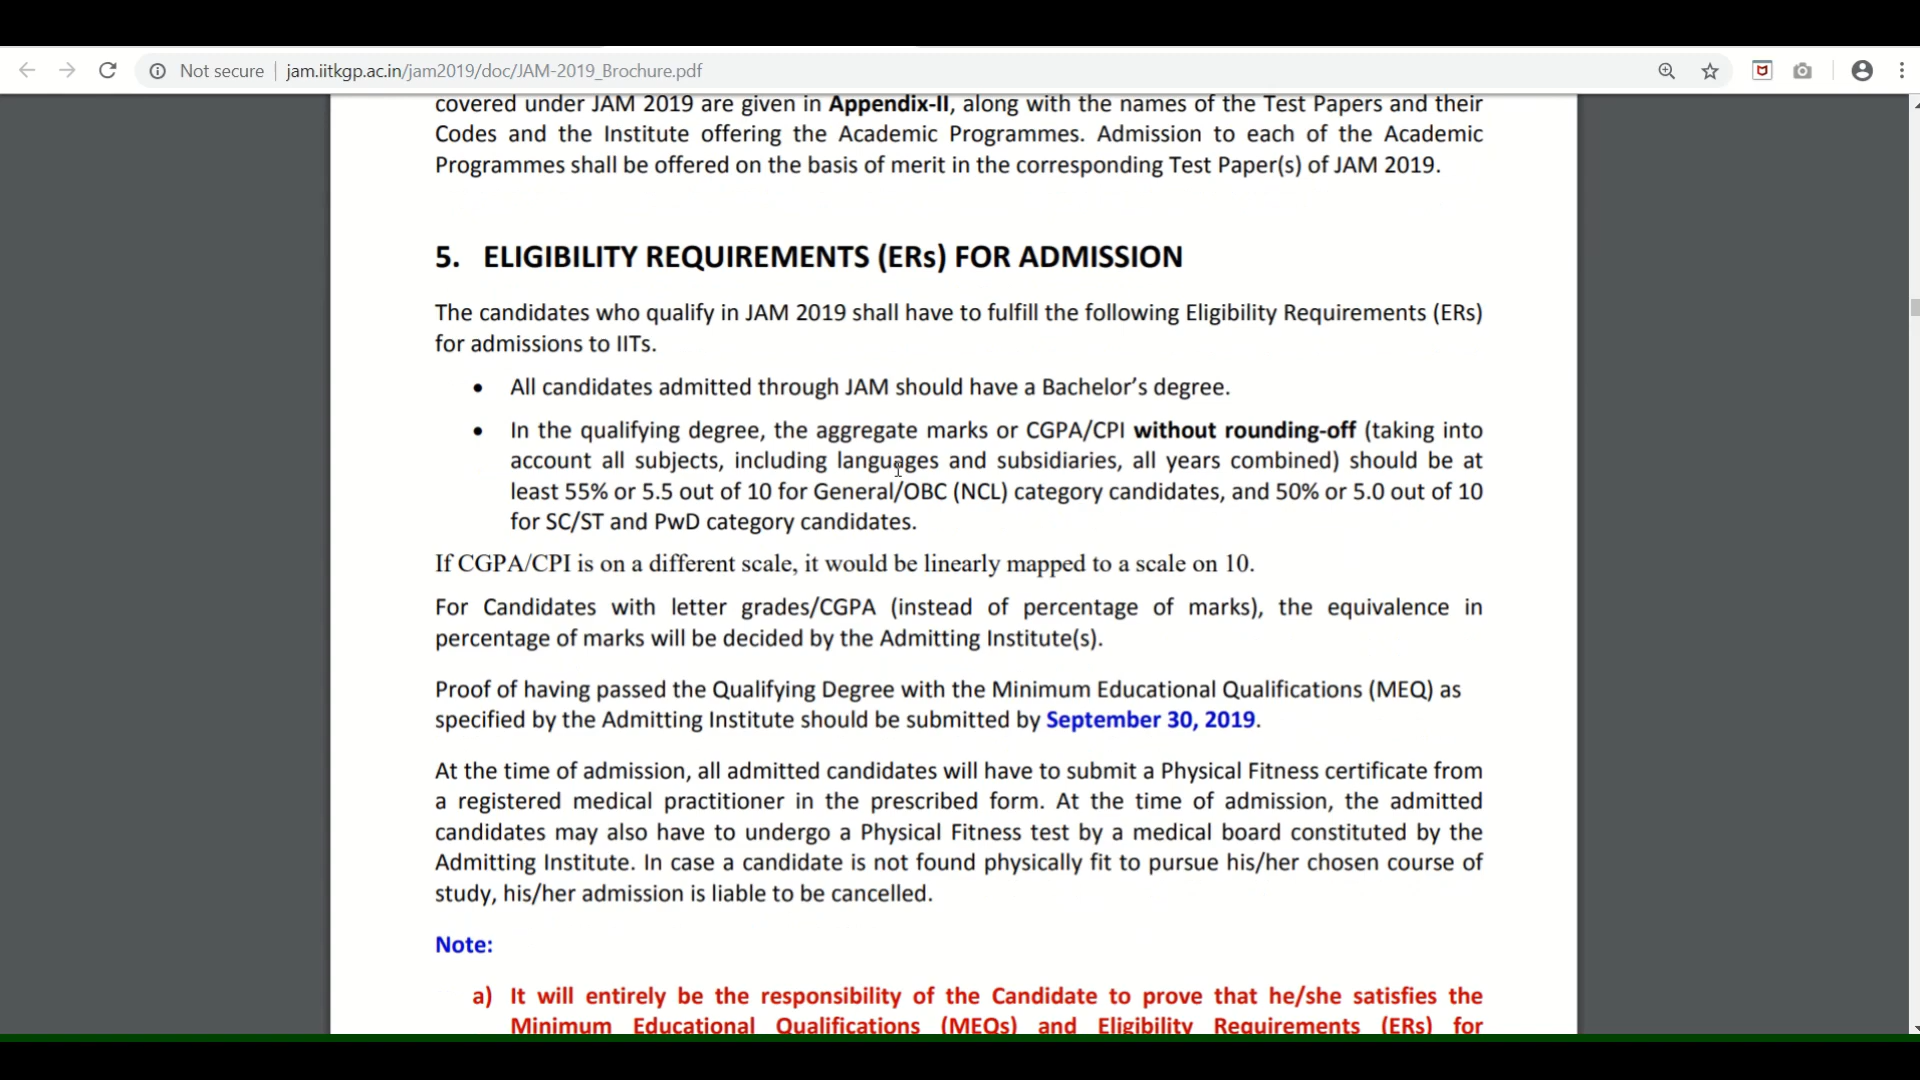 Not secure jam.iitkgp.ac.in/jam2019/doc/JAM-2019_Brochure.pdf
covered under JAM 2019 are given in Appendix-II, along with the names of the Test Papers and their
Codes and the Institute offering the Academic Programmes. Admission to each of the Academic
Programmes shall be offered on the basis of merit in the corresponding Test Paper(s) of JAM 2019.
5. ELIGIBILITY REQUIREMENTS (ERs) FOR ADMISSION
The candidates who qualify in JAM 2019 shall have to fulfill the following Eligibility Requirements (ERs)
for admissions to IITs.
• All candidates admitted through JAM should have a Bachelor’s degree.
• In the qualifying degree, the aggregate marks or CGPA/CPI without rounding-off (taking into
account all subjects, including languages and subsidiaries, all years combined) should be at
least 55% or 5.5 out of 10 for General/OBC (NCL) category candidates, and 50% or 5.0 out of 10
for SC/ST and PwD category candidates.
If CGPA/CPI is on a different scale, it would be linearly mapped to a scale on 10.
For Candidates with letter grades/CGPA (instead of percentage of marks), the equivalence in
percentage of marks will be decided by the Admitting Institute(s).
Proof of having passed the Qualifying Degree with the Minimum Educational Qualifications (MEQ) as
specified by the Admitting Institute should be submitted by September 30, 2019.
At the time of admission, all admitted candidates will have to submit a Physical Fitness certificate from
a registered medical practitioner in the prescribed form. At the time of admission, the admitted
candidates may also have to undergo a Physical Fitness test by a medical board constituted by the
Admitting Institute. In case a candidate is not found physically fit to pursue his/her chosen course of
study, his/her admission is liable to be cancelled.
Note:
a) It will entirely be the responsibility of the Candidate to prove that he/she satisfies the
Minimum Educational Qualifications (MEQs) and Eligibility Requirements (ERs) for